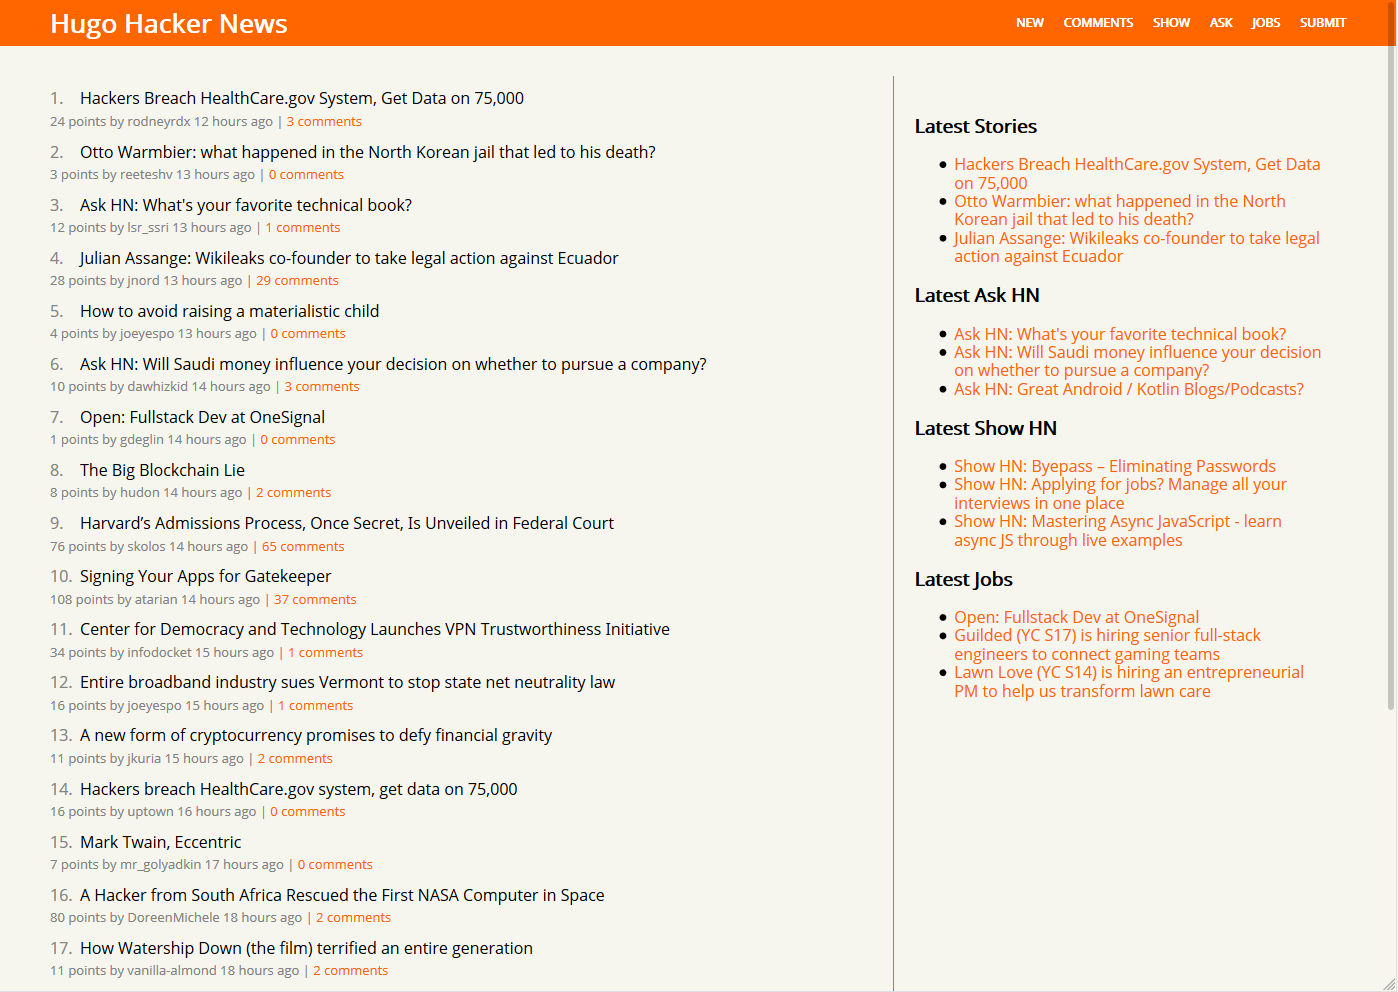 Hugo Hacker News
NEW COMMENTS SHOW ASK JOBS SUBMIT
1. Hackers Breach HealthCare.gov System, Get Data on 75,000
24 points by rodneyrdx 12 hours ago | 3 comments
2. Otto Warmbier: what happened in the North Korean jail that led to his death?
3 points by reeteshv 13 hours ago | 0 comments
3. Ask HN: What's your favorite technical book?
12 points by lsr_ssri 13 hours ago | 1 comments
4. Julian Assange: Wikileaks co-founder to take legal action against Ecuador
28 points by jnord 13 hours ago | 29 comments
5. How to avoid raising a materialistic child
4 points by joeyespo 13 hours ago | 0 comments
6. Ask HN: Will Saudi money influence your decision on whether to pursue a company?
10 points by dawhizkid 14 hours ago | 3 comments
7. Open: Fullstack Dev at OneSignal
1 points by gdeglin 14 hours ago | 0 comments
8. The Big Blockchain Lie
8 points by hudon 14 hours ago | 2 comments
9. Harvard’s Admissions Process, Once Secret, Is Unveiled in Federal Court
76 points by skolos 14 hours ago | 65 comments
10. Signing Your Apps for Gatekeeper
108 points by atarian 14 hours ago | 37 comments
11. Center for Democracy and Technology Launches VPN Trustworthiness Initiative
34 points by infodocket 15 hours ago | 1 comments
12. Entire broadband industry sues Vermont to stop state net neutrality law
16 points by joeyespo 15 hours ago | 1 comments
13. A new form of cryptocurrency promises to defy financial gravity
11 points by jkuria 15 hours ago | 2 comments
14. Hackers breach HealthCare.gov system, get data on 75,000
16 points by uptown 16 hours ago | 0 comments
15. Mark Twain, Eccentric
7 points by mr_golyadkin 17 hours ago | 0 comments
16. A Hacker from South Africa Rescued the First NASA Computer in Space
80 points by DoreenMichele 18 hours ago | 2 comments
17. How Watership Down (the film) terrified an entire generation
11 points by vanilla-almond 18 hours ago | 2 comments
Latest Stories
Hackers Breach HealthCare.gov System, Get Data
on 75,000
Otto Warmbier: what happened in the North
Korean jail that led to his death?
Julian Assange: Wikileaks co-founder to take legal
action against Ecuador
Latest Ask HN
Ask HN: What's your favorite technical book?
Ask HN: Will Saudi money influence your decision
on whether to pursue a company?
Ask HN: Great Android / Kotlin Blogs/Podcasts?
Latest Show HN
Show HN: Byepass – Eliminating Passwords
Show HN: Applying for jobs? Manage all your
interviews in one place
Show HN: Mastering Async JavaScript - learn
async JS through live examples
Latest Jobs
Open: Fullstack Dev at OneSignal
Guilded (YC S17) is hiring senior full-stack
engineers to connect gaming teams
Lawn Love (YC S14) is hiring an entrepreneurial
PM to help us transform lawn care